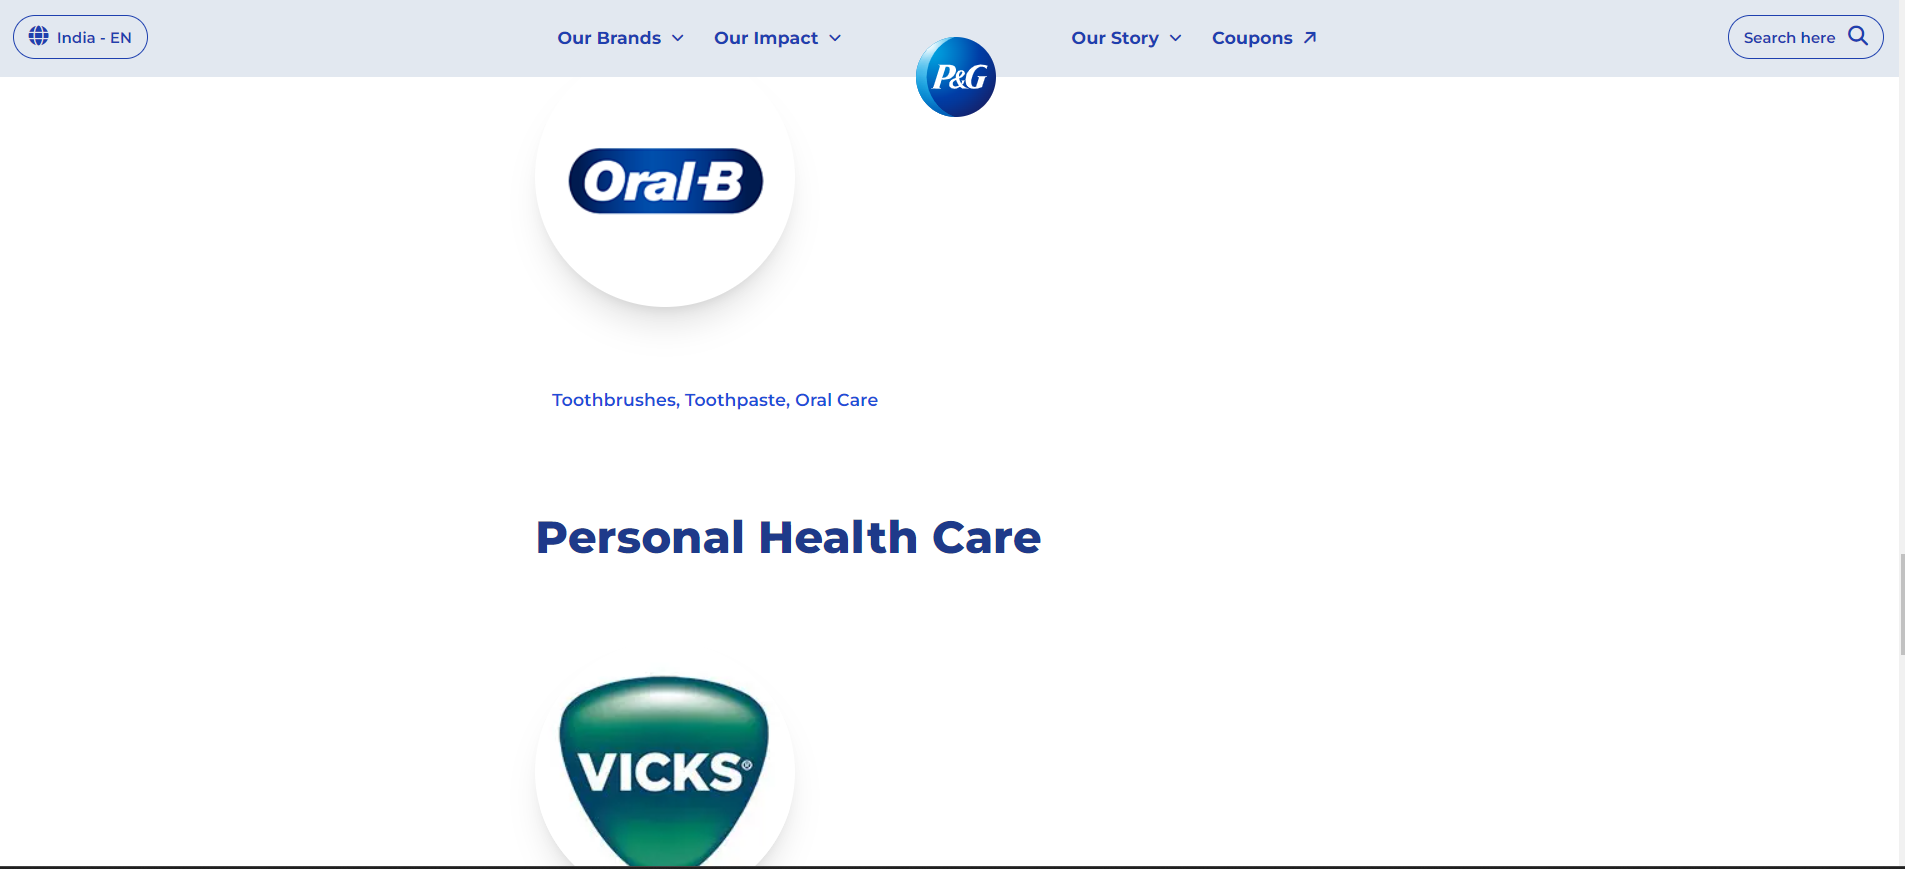 India - EN
Our Brands
Our Impact
P&G
Our Story
Coupons
Search here
Oral-B
Toothbrushes, Toothpaste, Oral Care
Personal Health Care
VICKS®